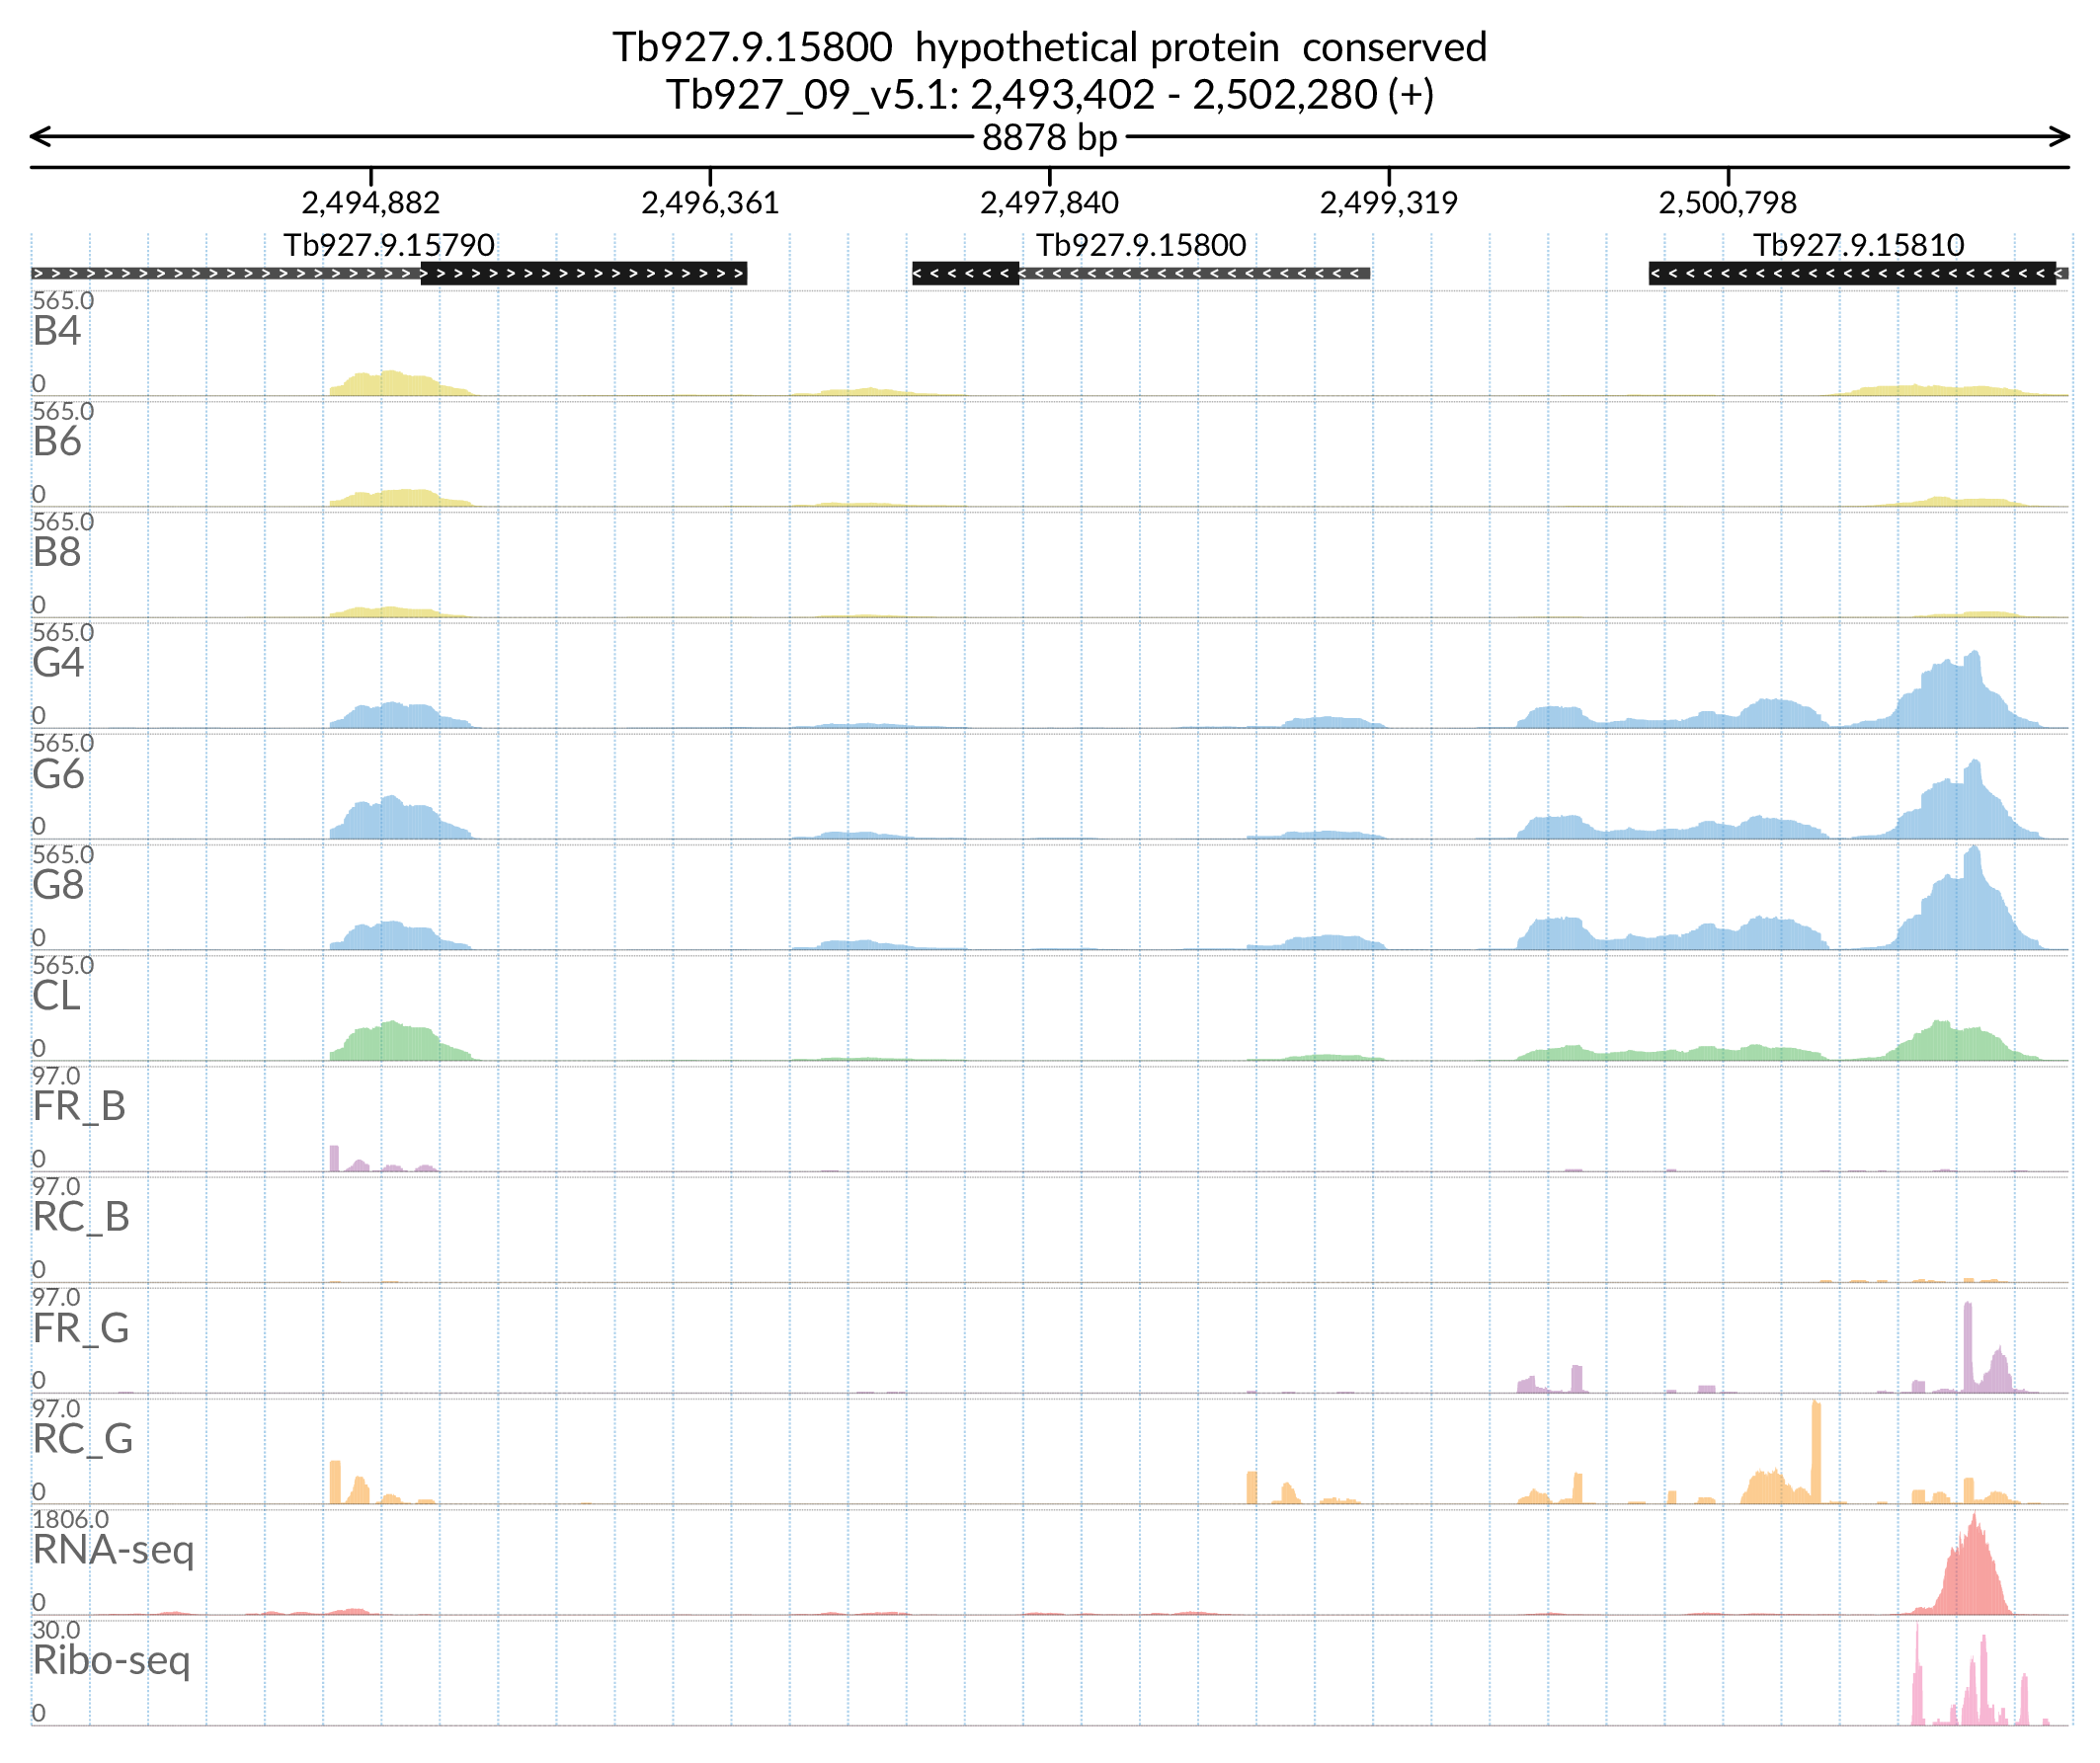 Tb927.9.15800  hypothetical protein  conserved
Tb927_09_v5.1: 2,493,402 - 2,502,280 (+)
8878 bp
2,494,882 2,496,361 2,497,840 2,499,319 2,500,798
Tb927.9.15790 Tb927.9.15800 Tb927.9.15810
565.0
B4
0
565.0
B6
0
565.0
B8
0
565.0
G4
0
565.0
G6
0
565.0
G8
0
565.0
CL
0
97.0
FR_B
0
97.0
RC_B
0
97.0
FR_G
0
97.0
RC_G
0
1806.0
RNA-seq
0
30.0
Ribo-seq
0